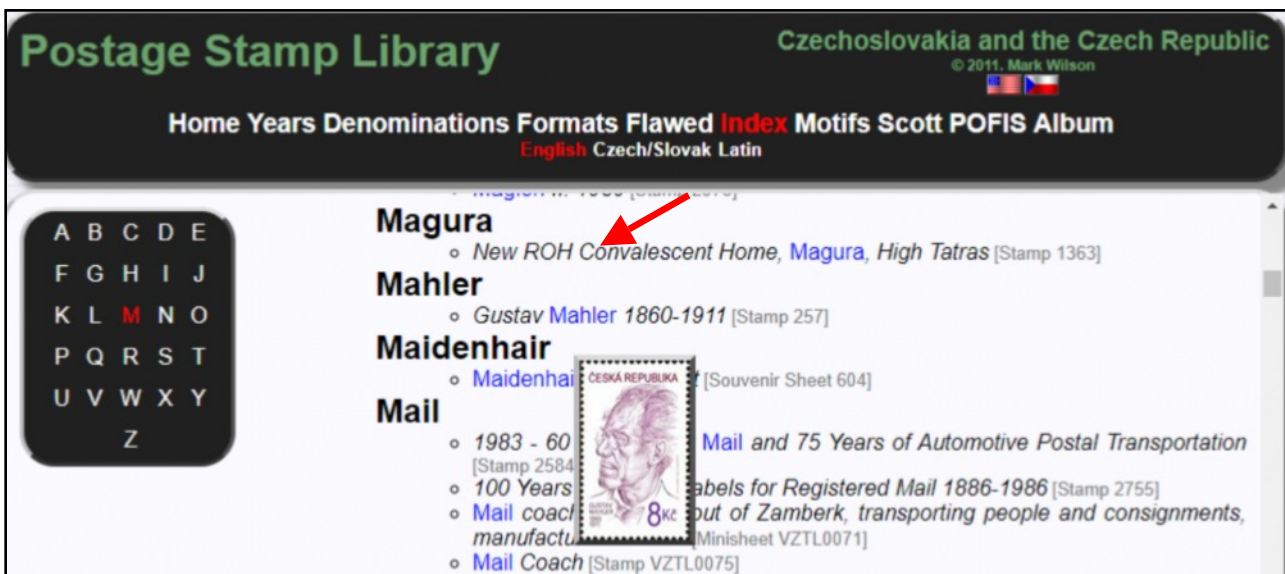 Postage Stamp Library
Czechoslovakia and the Czech Republic
© 2011. Mark Wilson
Home Years Denominations Formats Flawed Index Motifs Scott POFIS Album
English Czech/Slovak Latin
A B C D E
F G H I J
K L M N O
P Q R S T
U V W X Y
Z
Magura
New ROH Convalescent Home, Magura, High Tatras [Stamp 1363]
Mahler
Gustav Mahler 1860-1911 [Stamp 257]
Maidenhair
[Souvenir Sheet 604]
Mail
1983 - 60 Mail and 75 Years of Automotive Postal Transportation
[Stamp 2584
100 Years abels for Registered Mail 1886-1986 [Stamp 2755]
Mail coach out of Zamberk, transporting people and consignments,
[Minisheet VZTL0071]
Mail Coach [Stamp VZTL0075]
ČESKÁ REPUBLIKA
GUSTAV
MAHLER
8Kč